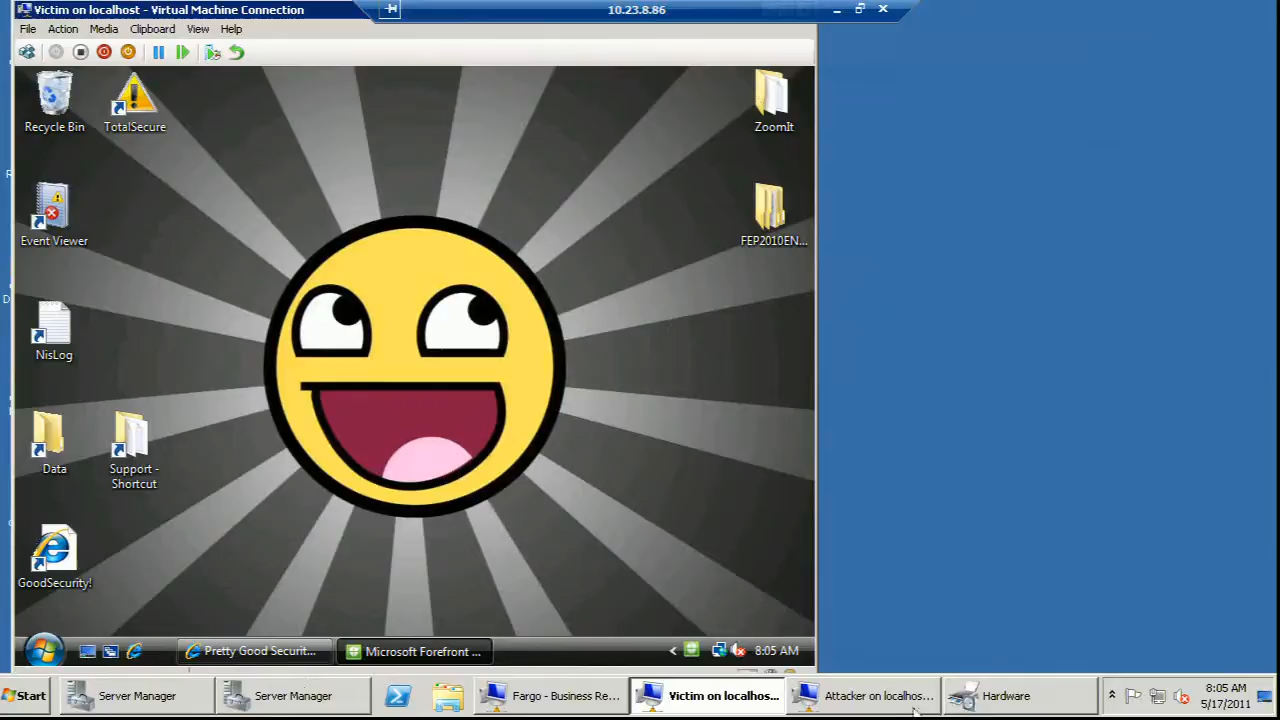 Victim on localhost - Virtual Machine Connection
10.23.8.86
File Action Media Clipboard View Help
Recycle Bin
TotalSecure
ZoomIt
Event Viewer
FEP2010EN...
NisLog
Data
Support -
Shortcut
GoodSecurity!
Pretty Good Securit...
Microsoft Forefront ...
8:05 AM
Start
Server Manager
Server Manager
Fargo - Business Re...
Victim on localhos...
Attacker on localhos...
Hardware
8:05 AM
5/17/2011